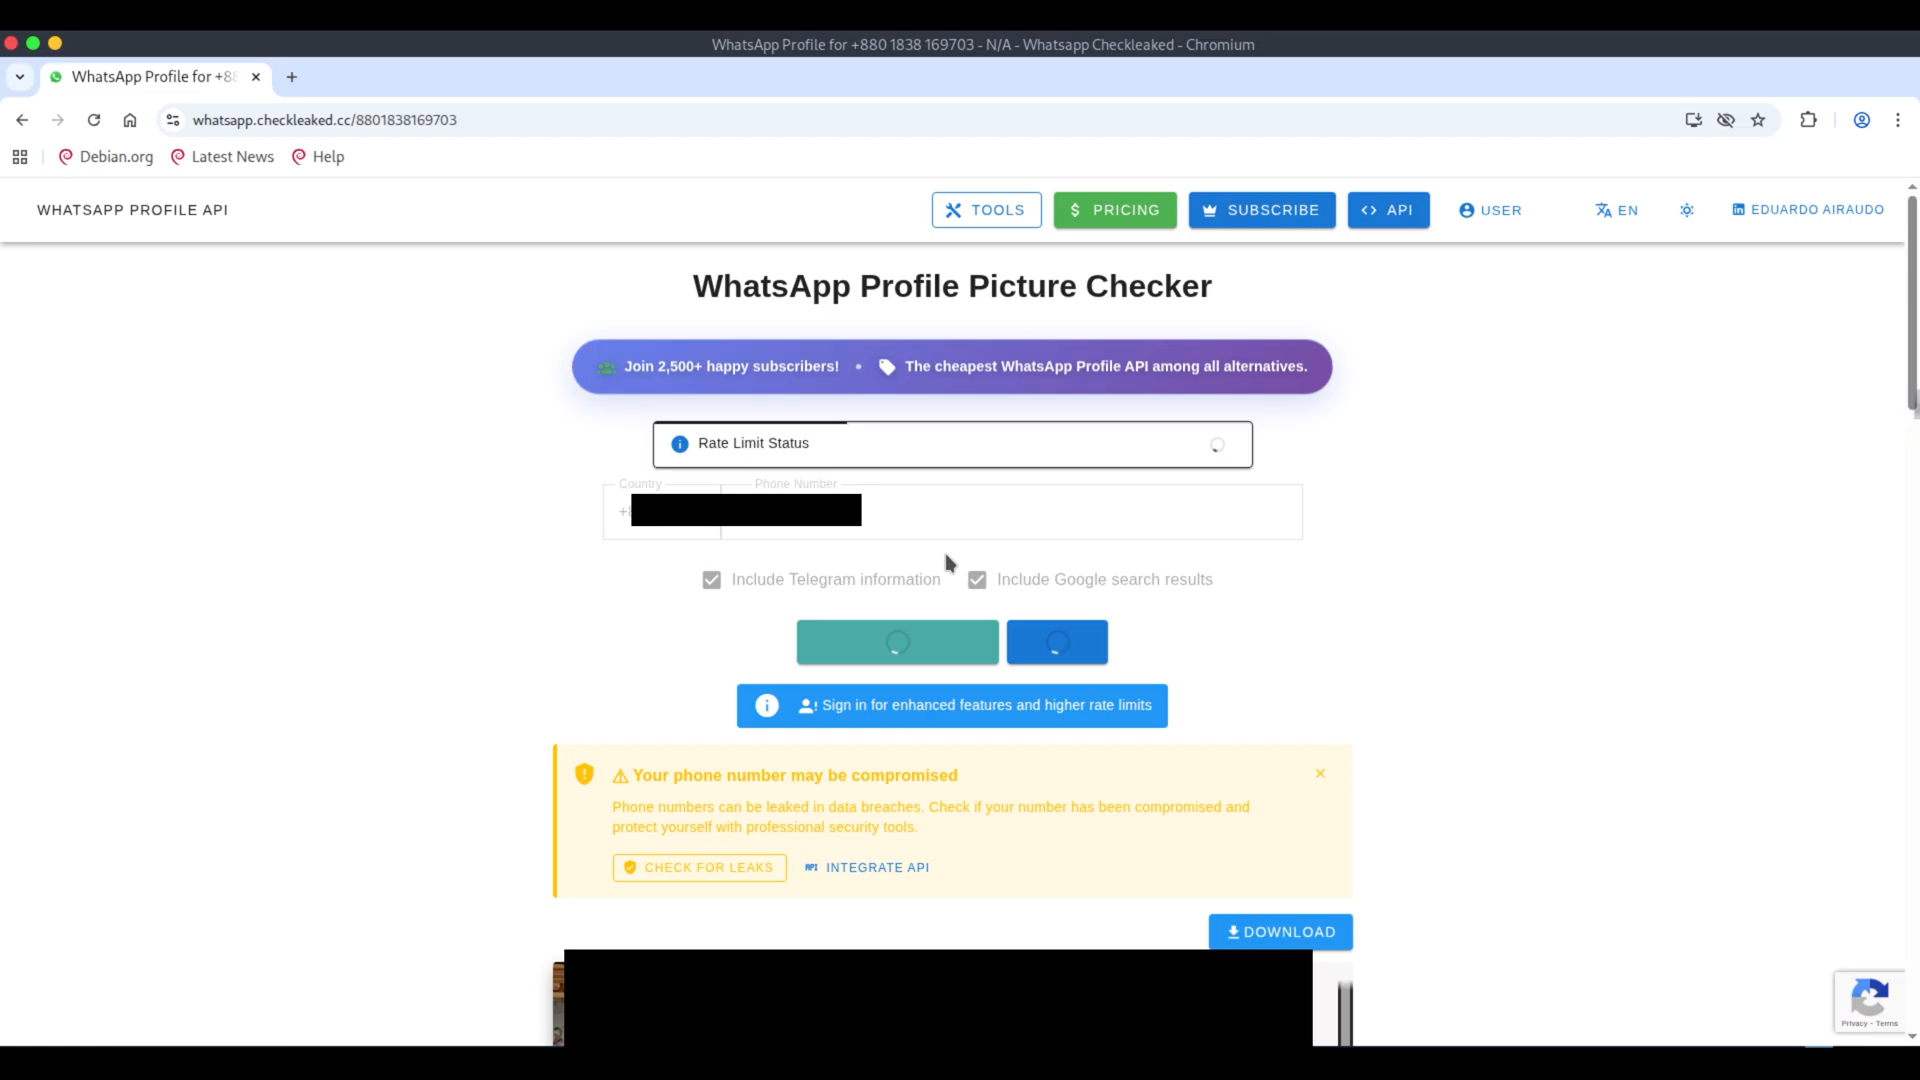 WhatsApp Profile for +880 1838 169703 - N/A - Whatsapp Checkleaked - Chromium
WhatsApp Profile for +88
whatsapp.checkleaked.cc/8801838169703
Debian.org Latest News Help
WHATSAPP PROFILE API
TOOLS
$ PRICING
SUBSCRIBE
<> API
USER
EN
EDUARDO AIRAUDO
WhatsApp Profile Picture Checker
Join 2,500+ happy subscribers! • The cheapest WhatsApp Profile API among all alternatives.
Rate Limit Status
Country Phone Number
Include Telegram information Include Google search results
Sign in for enhanced features and higher rate limits
⚠ Your phone number may be compromised
Phone numbers can be leaked in data breaches. Check if your number has been compromised and
protect yourself with professional security tools.
CHECK FOR LEAKS API INTEGRATE API
DOWNLOAD
Privacy - Terms